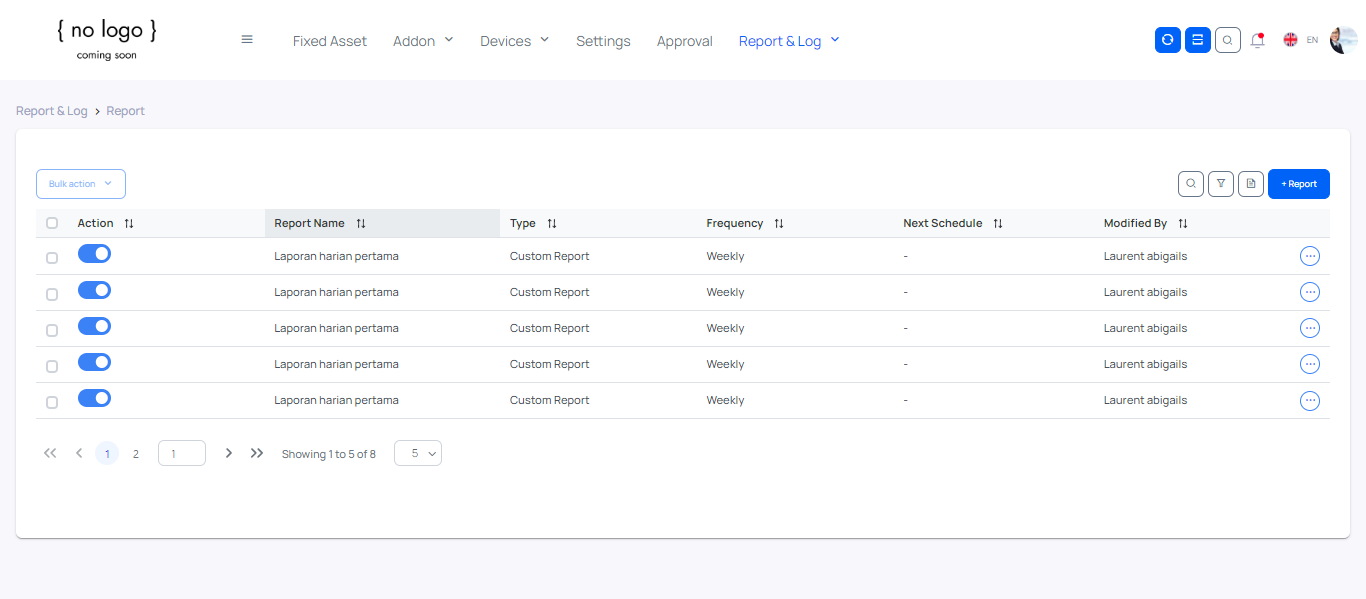 { no logo }
coming soon
Fixed Asset Addon Devices Settings Approval Report & Log EN
Report & Log > Report
Bulk action + Report
Action Report Name Type Frequency Next Schedule Modified By
Laporan harian pertama Custom Report Weekly - Laurent abigails
Laporan harian pertama Custom Report Weekly - Laurent abigails
Laporan harian pertama Custom Report Weekly - Laurent abigails
Laporan harian pertama Custom Report Weekly - Laurent abigails
Laporan harian pertama Custom Report Weekly - Laurent abigails
1 2 1 Showing 1 to 5 of 8 5